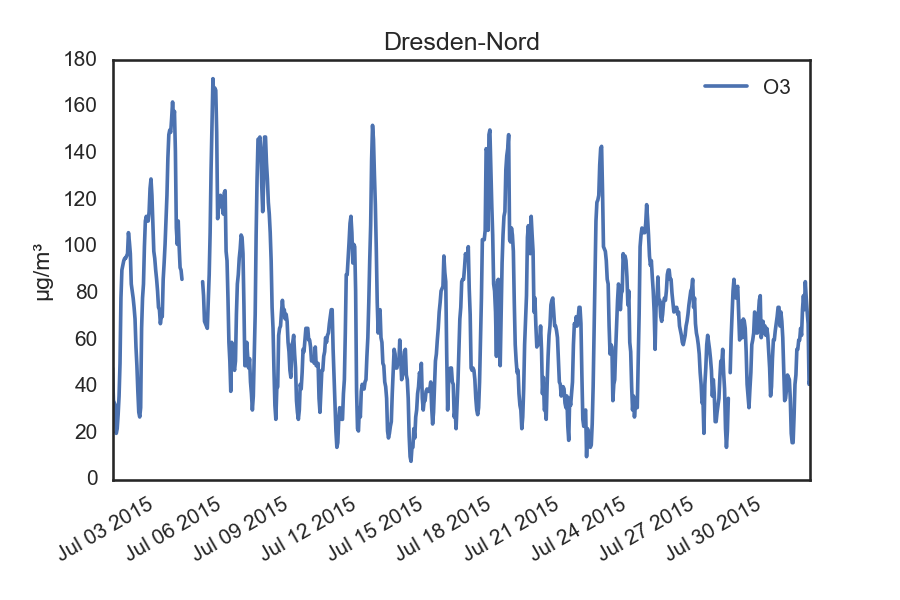 Dresden-Nord
O3
µg/m³
180
160
140
120
100
80
60
40
20
0
Jul 03 2015
Jul 06 2015
Jul 09 2015
Jul 12 2015
Jul 15 2015
Jul 18 2015
Jul 21 2015
Jul 24 2015
Jul 27 2015
Jul 30 2015